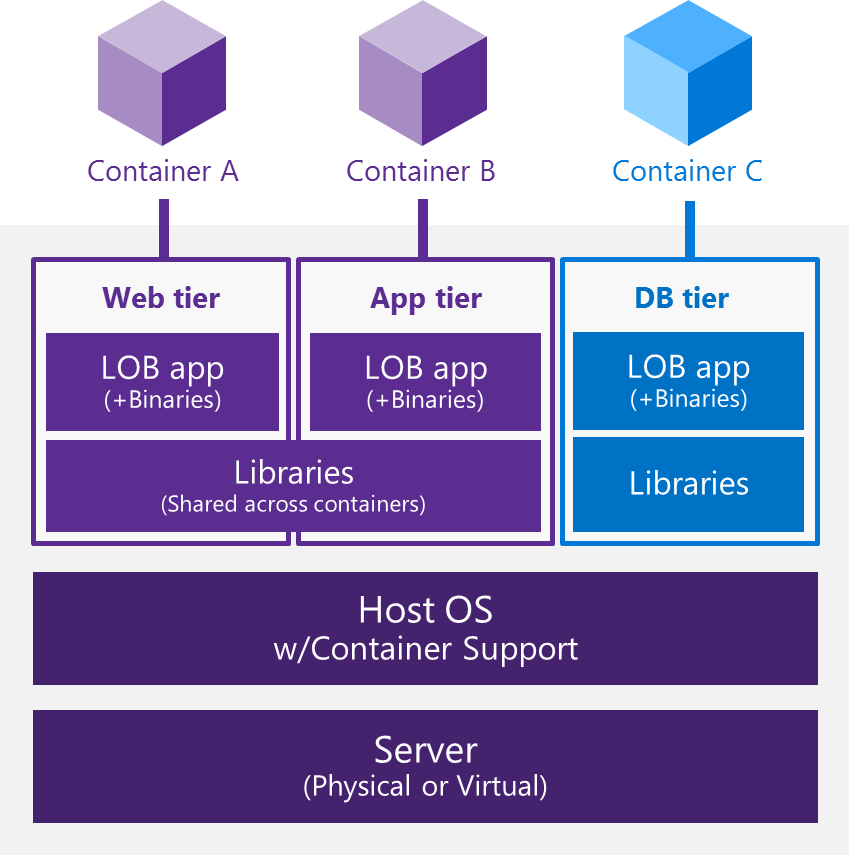 Container A
Container B
Container C
Web tier
App tier
DB tier
LOB app
(+Binaries)
LOB app
(+Binaries)
LOB app
(+Binaries)
Libraries
(Shared across containers)
Libraries
Host OS
w/Container Support
Server
(Physical or Virtual)